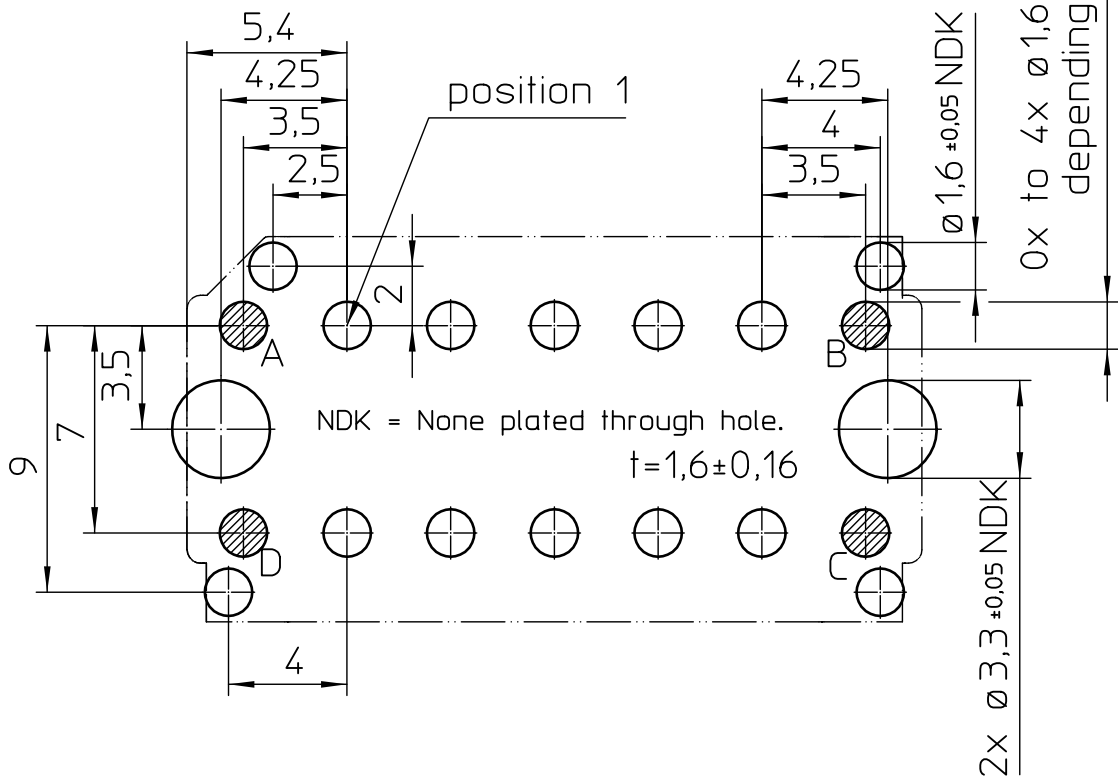 5,4
4,25
3,5
2,5
position 1
4,25
4
3,5
ø1,6 ±0,05 NDK
0x to 4x ø1,6
depending
2
A
B
3,5
7
9
NDK = None plated through hole.
t=1,6±0,16
D
C
4
2x ø3,3 ±0,05 NDK